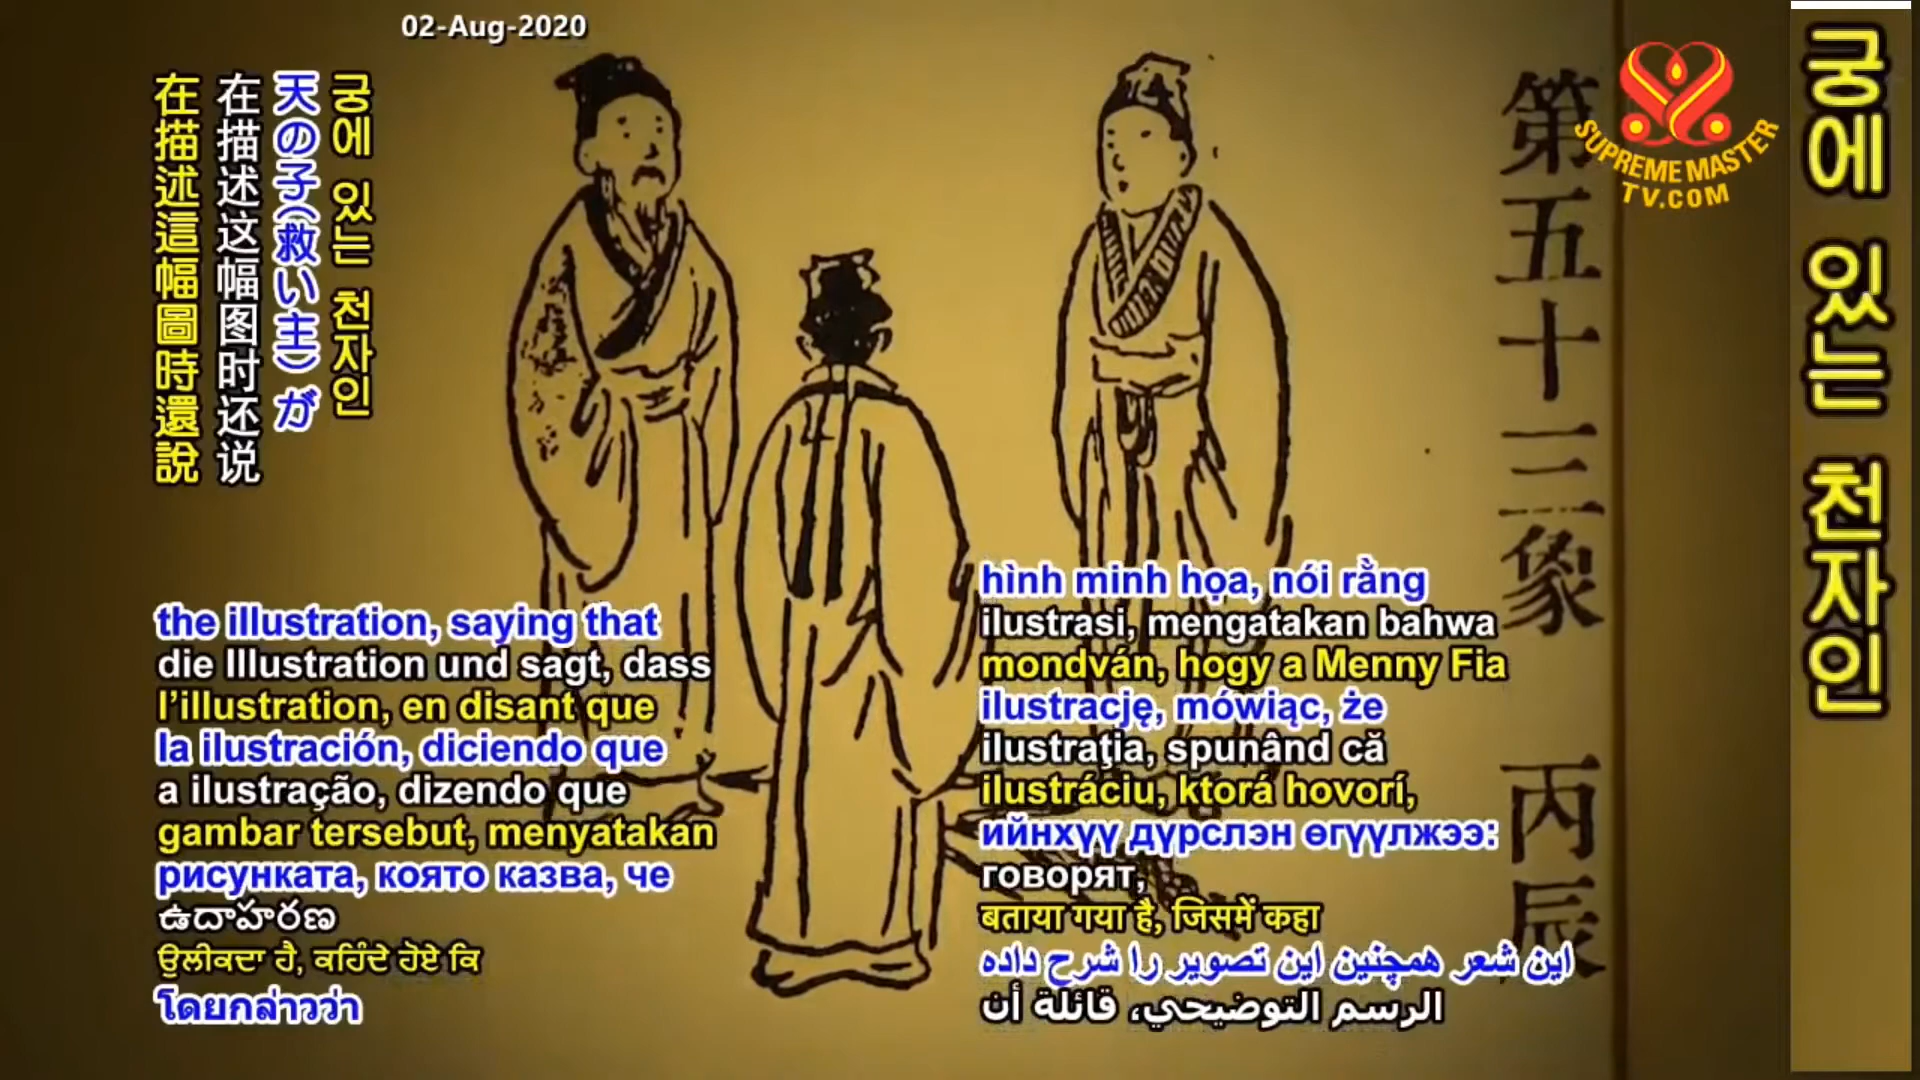 02-Aug-2020
궁에 있는 천자인
天の子(救い主)が
在描述这幅图时还说
在描述這幅圖時還說
第五十三象 丙辰
SUPREME MASTER
TV.COM
궁에 있는 천자인
the illustration, saying that
die Illustration und sagt, dass
l'illustration, en disant que
la ilustración, diciendo que
a ilustração, dizendo que
gambar tersebut, menyatakan
рисунката, която казва, че
ఉదాహరణ
ਉਲੀਕਦਾ ਹੈ, ਕਹਿੰਦੇ ਹੋਏ ਕਿ
โดยกล่าวว่า
hình minh họa, nói rằng
ilustrasi, mengatakan bahwa
mondván, hogy a Menny Fia
ilustrację, mówiąc, że
ilustraţia, spunând că
ilustráciu, ktorá hovorí,
ийнхүү дүрслэн өгүүлжээ:
говорят,
बताया गया है, जिसमें कहा
این شعر همچنین این تصویر را شرح داده
الرسم التوضيحي، قائلة أن